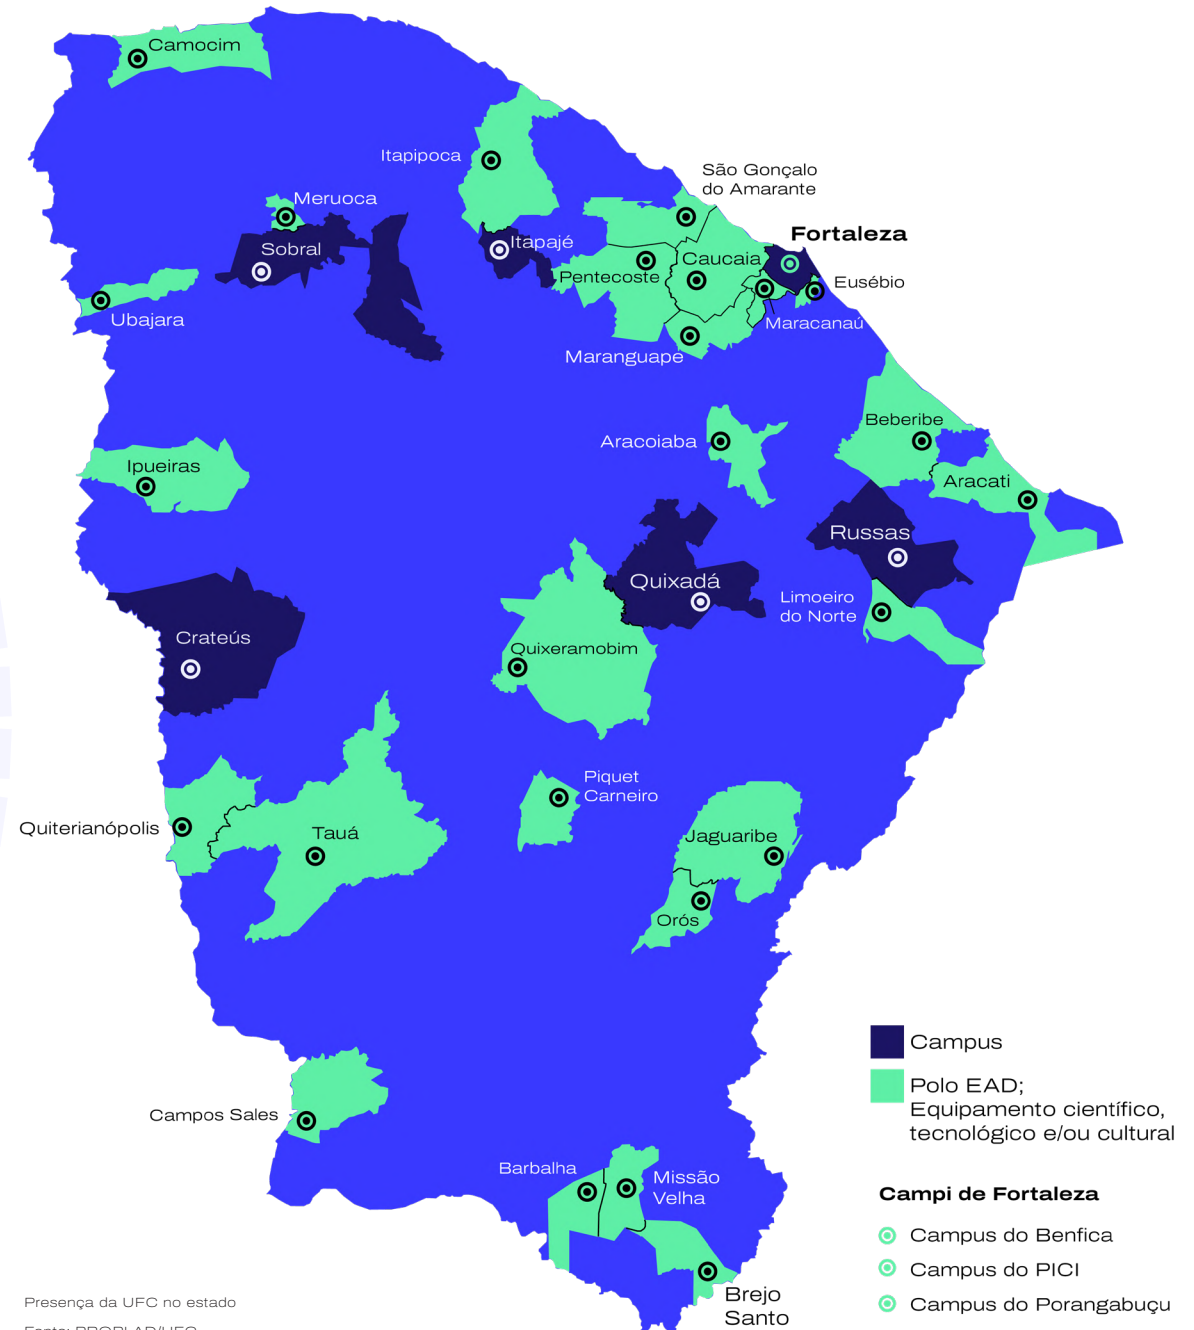 Camocim
Itapipoca
São Gonçalo
do Amarante
Meruoca
Fortaleza
Sobral
Itapajé
Caucaia
Pentecoste
Eusébio
Ubajara
Maracanaú
Maranguape
Beberibe
Aracoiaba
Ipueiras
Aracati
Russas
Quixadá
Limoeiro
do Norte
Crateús
Quixeramobim
Piquet
Carneiro
Quiterianópolis
Tauá
Jaguaribe
Orós
Campus
Polo EAD;
Equipamento científico,
tecnológico e/ou cultural
Campos Sales
Barbalha
Missão
Velha
Campi de Fortaleza
Campus do Benfica
Campus do PICI
Campus do Porangabuçu
Brejo
Santo
Presença da UFC no estado
Fonte: PROPLAD/UFC